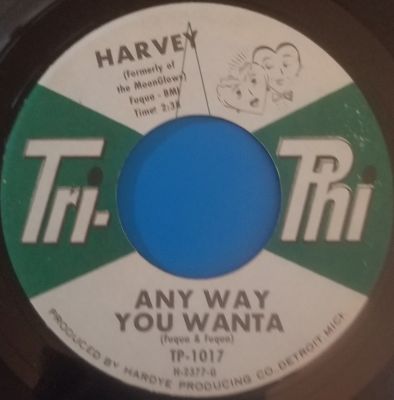 HARVEY
(formerly of
the MoonGlows)
Fuqua - BMI
Time: 2:38
Tri-Phi
ANY WAY
YOU WANTA
(Fuqua & Fuqua)
TP-1017
H-2377-G
PRODUCED BY HARDYE PRODUCING CO. DETROIT MICH